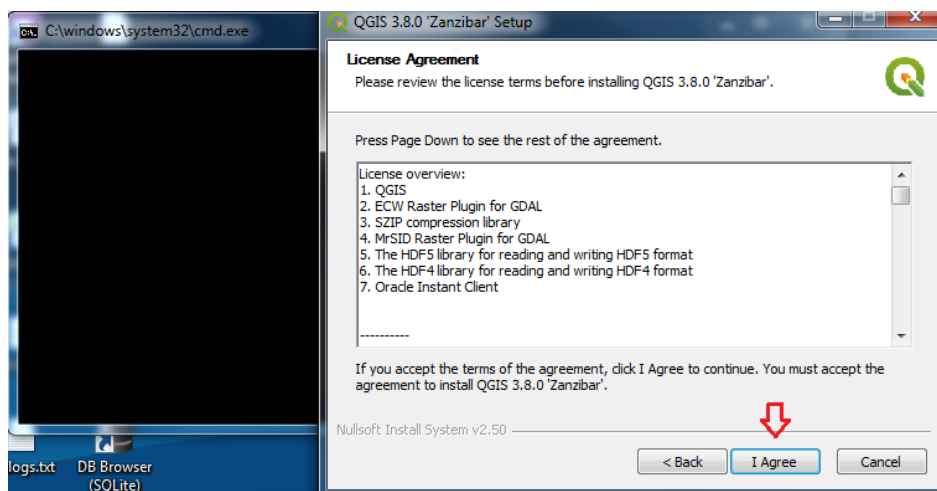 C:\windows\system32\cmd.exe
QGIS 3.8.0 'Zanzibar' Setup
License Agreement
Please review the license terms before installing QGIS 3.8.0 'Zanzibar'.
Press Page Down to see the rest of the agreement.
License overview:
1. QGIS
2. ECW Raster Plugin for GDAL
3. SZIP compression library
4. MrSID Raster Plugin for GDAL
5. The HDF5 library for reading and writing HDF5 format
6. The HDF4 library for reading and writing HDF4 format
7. Oracle Instant Client
----------
If you accept the terms of the agreement, click I Agree to continue. You must accept the
agreement to install QGIS 3.8.0 'Zanzibar'.
Nullsoft Install System v2.50
< Back
I Agree
Cancel
logs.txt
DB Browser
(SQLite)